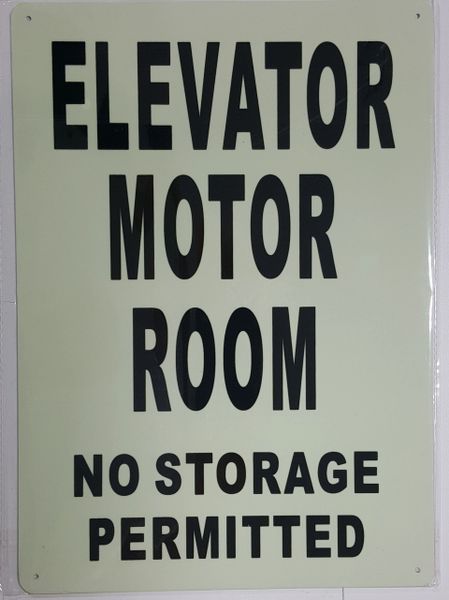 ELEVATOR
MOTOR
ROOM
NO STORAGE
PERMITTED